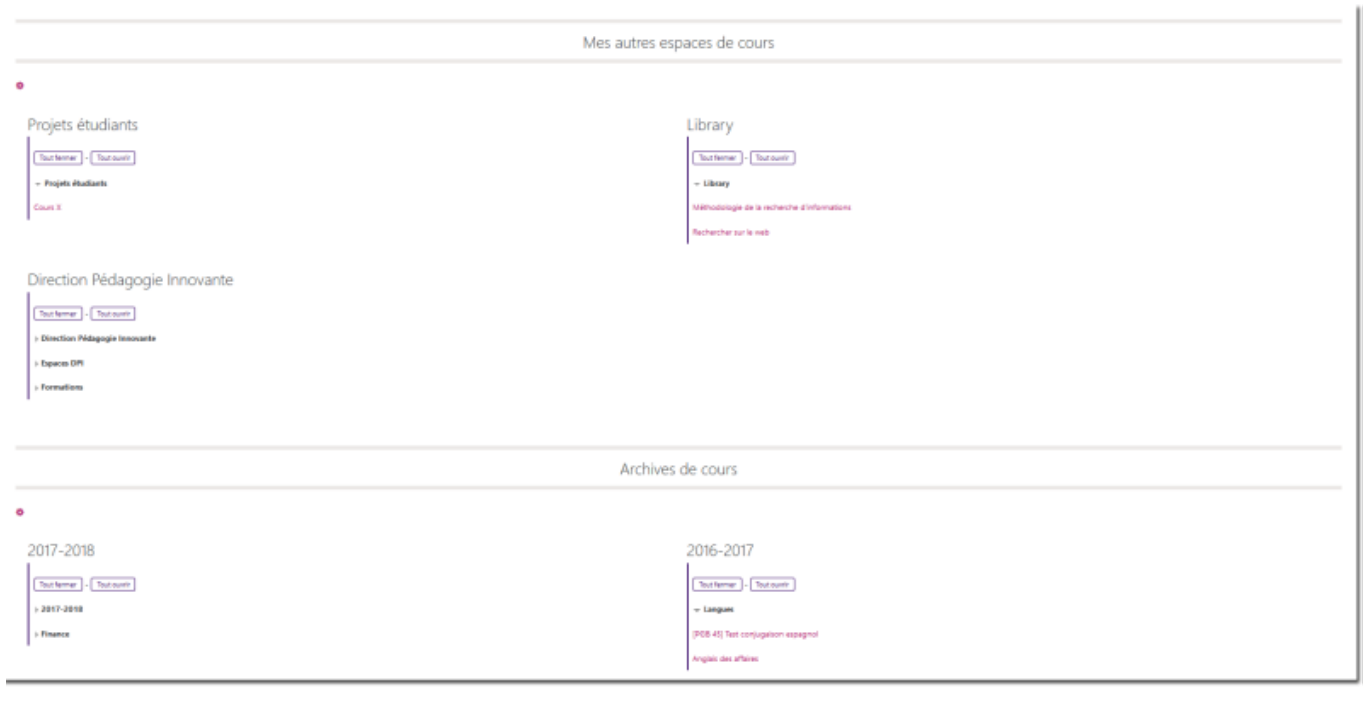 Mes autres espaces de cours
Projets étudiants
Tout fermer - Tout ouvrir
Projets étudiants
Cours X
Library
Tout fermer - Tout ouvrir
Library
Méthodologie de la recherche d'informations
Rechercher sur le web
Direction Pédagogie Innovante
Tout fermer - Tout ouvrir
Direction Pédagogie Innovante
Espaces DPI
Formations
Archives de cours
2017-2018
Tout fermer - Tout ouvrir
2017-2018
Finance
2016-2017
Tout fermer - Tout ouvrir
Langues
[PGB 45] Test conjugaison espagnol
Anglais des affaires